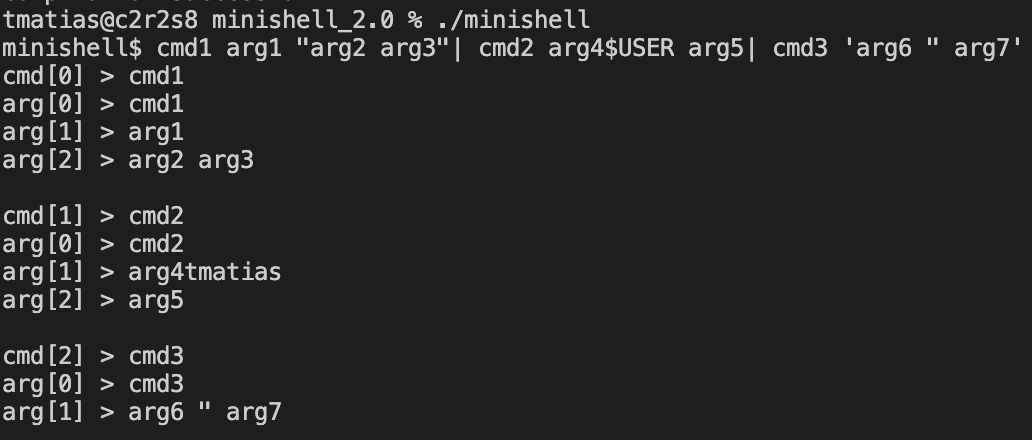 tmatias@c2r2s8 minishell_2.0 % ./minishell
minishell$ cmd1 arg1 "arg2 arg3"| cmd2 arg4$USER arg5| cmd3 'arg6 " arg7'
cmd[0] > cmd1
arg[0] > cmd1
arg[1] > arg1
arg[2] > arg2 arg3
cmd[1] > cmd2
arg[0] > cmd2
arg[1] > arg4tmatias
arg[2] > arg5
cmd[2] > cmd3
arg[0] > cmd3
arg[1] > arg6 " arg7